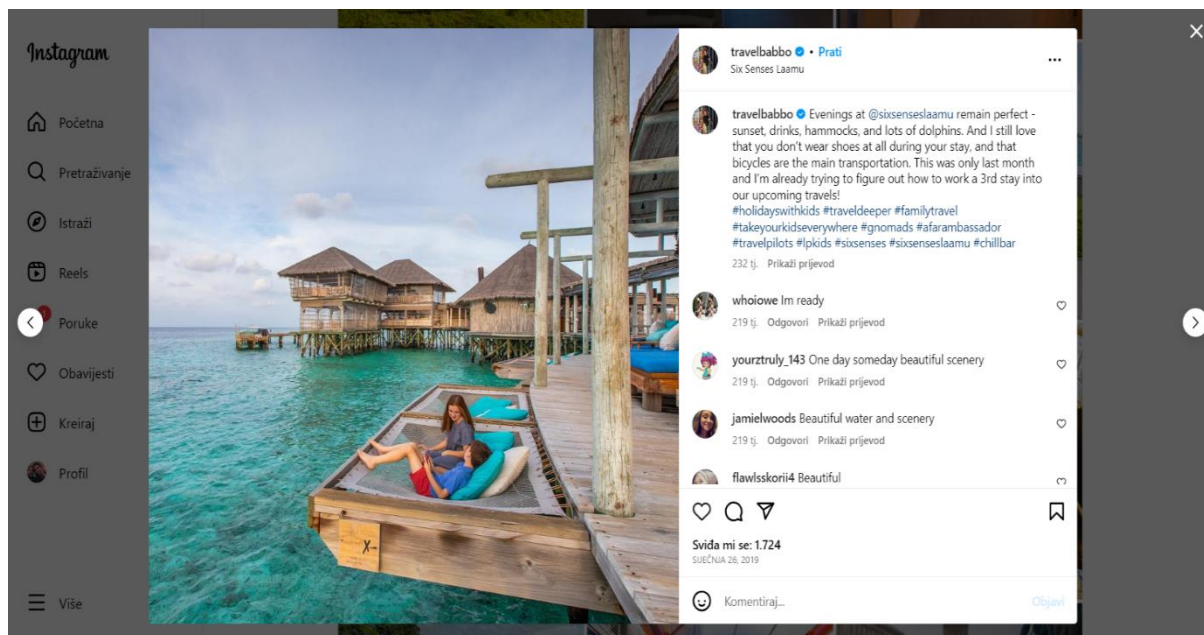 Instagram
Početna
Pretraživanje
Istraži
Reels
1
Poruke
Obavijesti
Kreiraj
Profil
Više
travelbabbo • Prati
Six Senses Laamu
travelbabbo Evenings at @sixsenseslaamu remain perfect -
sunset, drinks, hammocks, and lots of dolphins. And I still love
that you don't wear shoes at all during your stay, and that
bicycles are the main transportation. This was only last month
and I'm already trying to figure out how to work a 3rd stay into
our upcoming travels!
#holidayswithkids #traveldeeper #familytravel
#takeyourkidseverywhere #gnomads #afarambassador
#travelpilots #lpkids #sixsenses #sixsenseslaamu #chillbar
232 tj. Prikaži prijevod
whoiowe Im ready
219 tj. Odgovori Prikaži prijevod
yourztruly_143 One day someday beautiful scenery
219 tj. Odgovori Prikaži prijevod
jamielwoods Beautiful water and scenery
219 tj. Odgovori Prikaži prijevod
flawlsskorii4 Beautiful
Sviđa mi se: 1.724
SIJEČNJA 26, 2019
Komentiraj...
Objavi
X